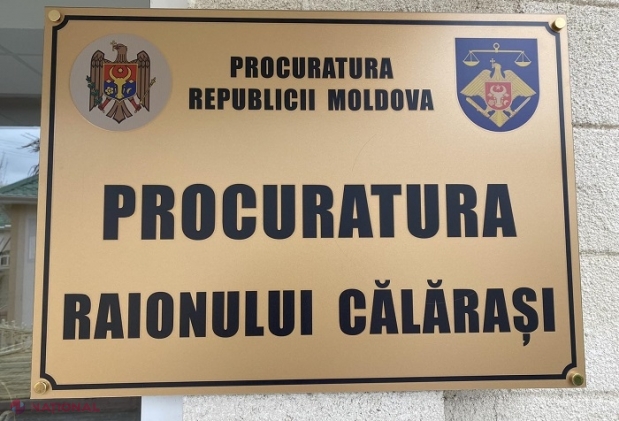 PROCURATURA
REPUBLICII MOLDOVA
PROCURATURA
RAIONULUI CĂLĂRAȘI